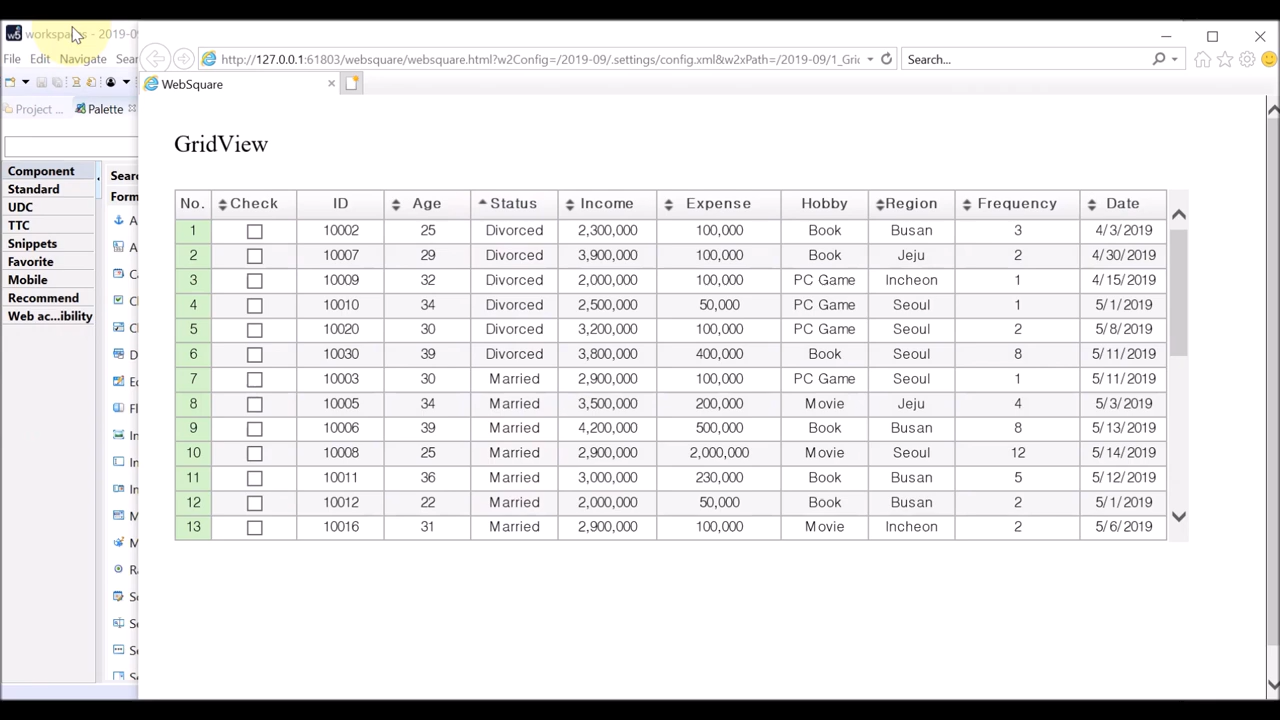 workspaces - 2019-09
File Edit Navigate Sear
Project ... Palette
http://127.0.0.1:61803/websquare/websquare.html?w2Config=/2019-09/.settings/config.xml&w2xPath=/2019-09/1_Gri
Search...
WebSquare
Component
Standard
UDC
TTC
Snippets
Favorite
Mobile
Recommend
Web ac...ibility
Searc
Form
GridView
No. Check ID Age Status Income Expense Hobby Region Frequency Date
1 10002 25 Divorced 2,300,000 100,000 Book Busan 3 4/3/2019
2 10007 29 Divorced 3,900,000 100,000 Book Jeju 2 4/30/2019
3 10009 32 Divorced 2,000,000 100,000 PC Game Incheon 1 4/15/2019
4 10010 34 Divorced 2,500,000 50,000 PC Game Seoul 1 5/1/2019
5 10020 30 Divorced 3,200,000 100,000 PC Game Seoul 2 5/8/2019
6 10030 39 Divorced 3,800,000 400,000 Book Seoul 8 5/11/2019
7 10003 30 Married 2,900,000 100,000 PC Game Seoul 1 5/11/2019
8 10005 34 Married 3,500,000 200,000 Movie Jeju 4 5/3/2019
9 10006 39 Married 4,200,000 500,000 Book Busan 8 5/13/2019
10 10008 25 Married 2,900,000 2,000,000 Movie Seoul 12 5/14/2019
11 10011 36 Married 3,000,000 230,000 Book Busan 5 5/12/2019
12 10012 22 Married 2,000,000 50,000 Book Busan 2 5/1/2019
13 10016 31 Married 2,900,000 100,000 Movie Incheon 2 5/6/2019